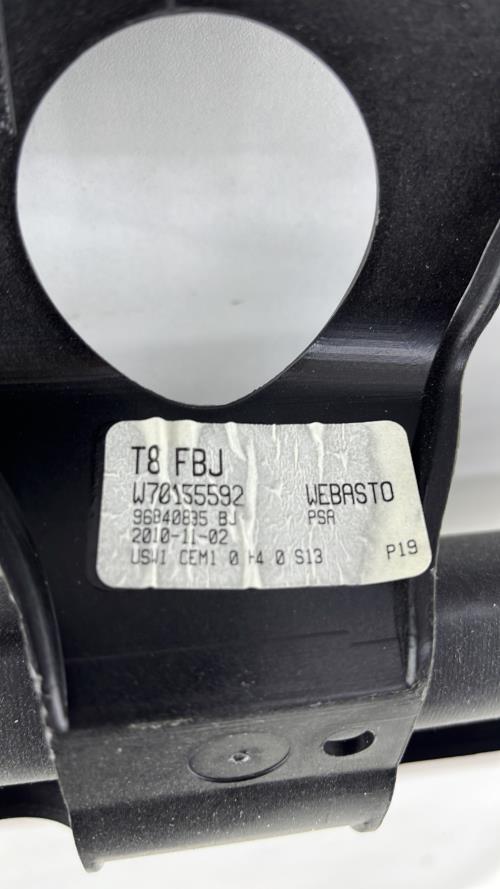 T8 FBJ
W70155592 WEBASTO
96840835 BJ PSA
2010-11-02
USWI CEM1 0 H4 0 S13 P19